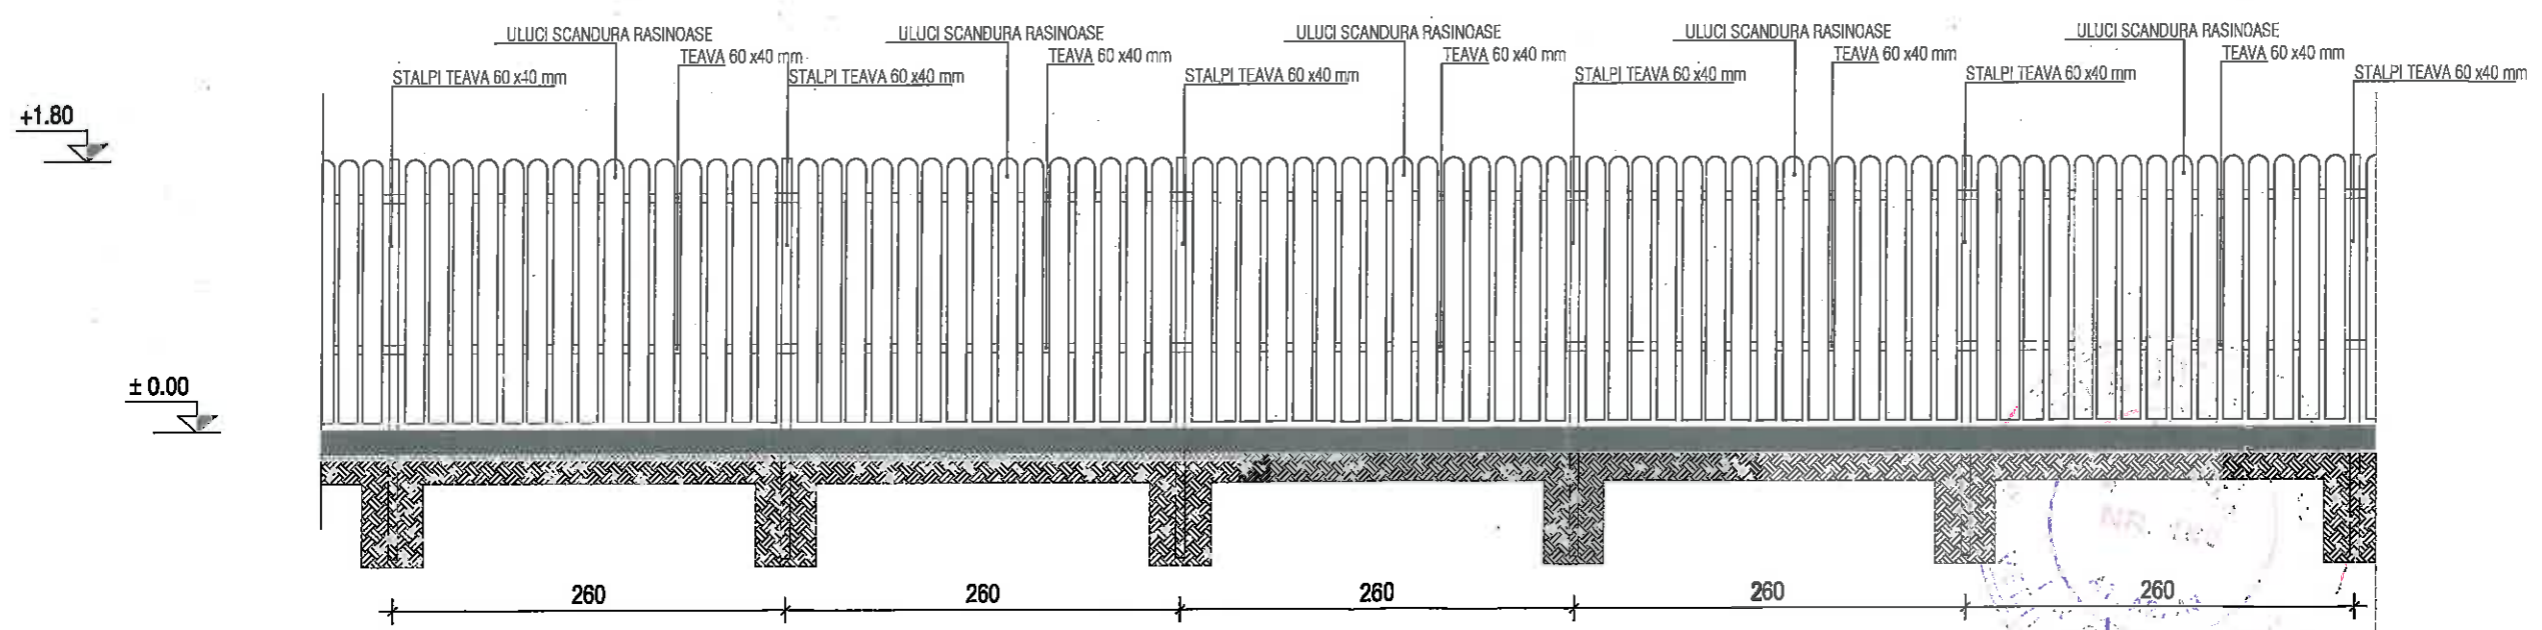 ULUCI SCANDURA RASINOASE
ULUCI SCANDURA RASINOASE
ULUCI SCANDURA RASINOASE
ULUCI SCANDURA RASINOASE
ULUCI SCANDURA RASINOASE
TEAVA 60 x40 mm
TEAVA 60 x40 mm
TEAVA 60 x40 mm
TEAVA 60 x40 mm
TEAVA 60 x40 mm
STALPI TEAVA 60 x40 mm
STALPI TEAVA 60 x40 mm
STALPI TEAVA 60 x40 mm
STALPI TEAVA 60 x40 mm
STALPI TEAVA 60 x40 mm
STALPI TEAVA 60 x40 mm
+1.80
± 0.00
NR.
260
260
260
260
260